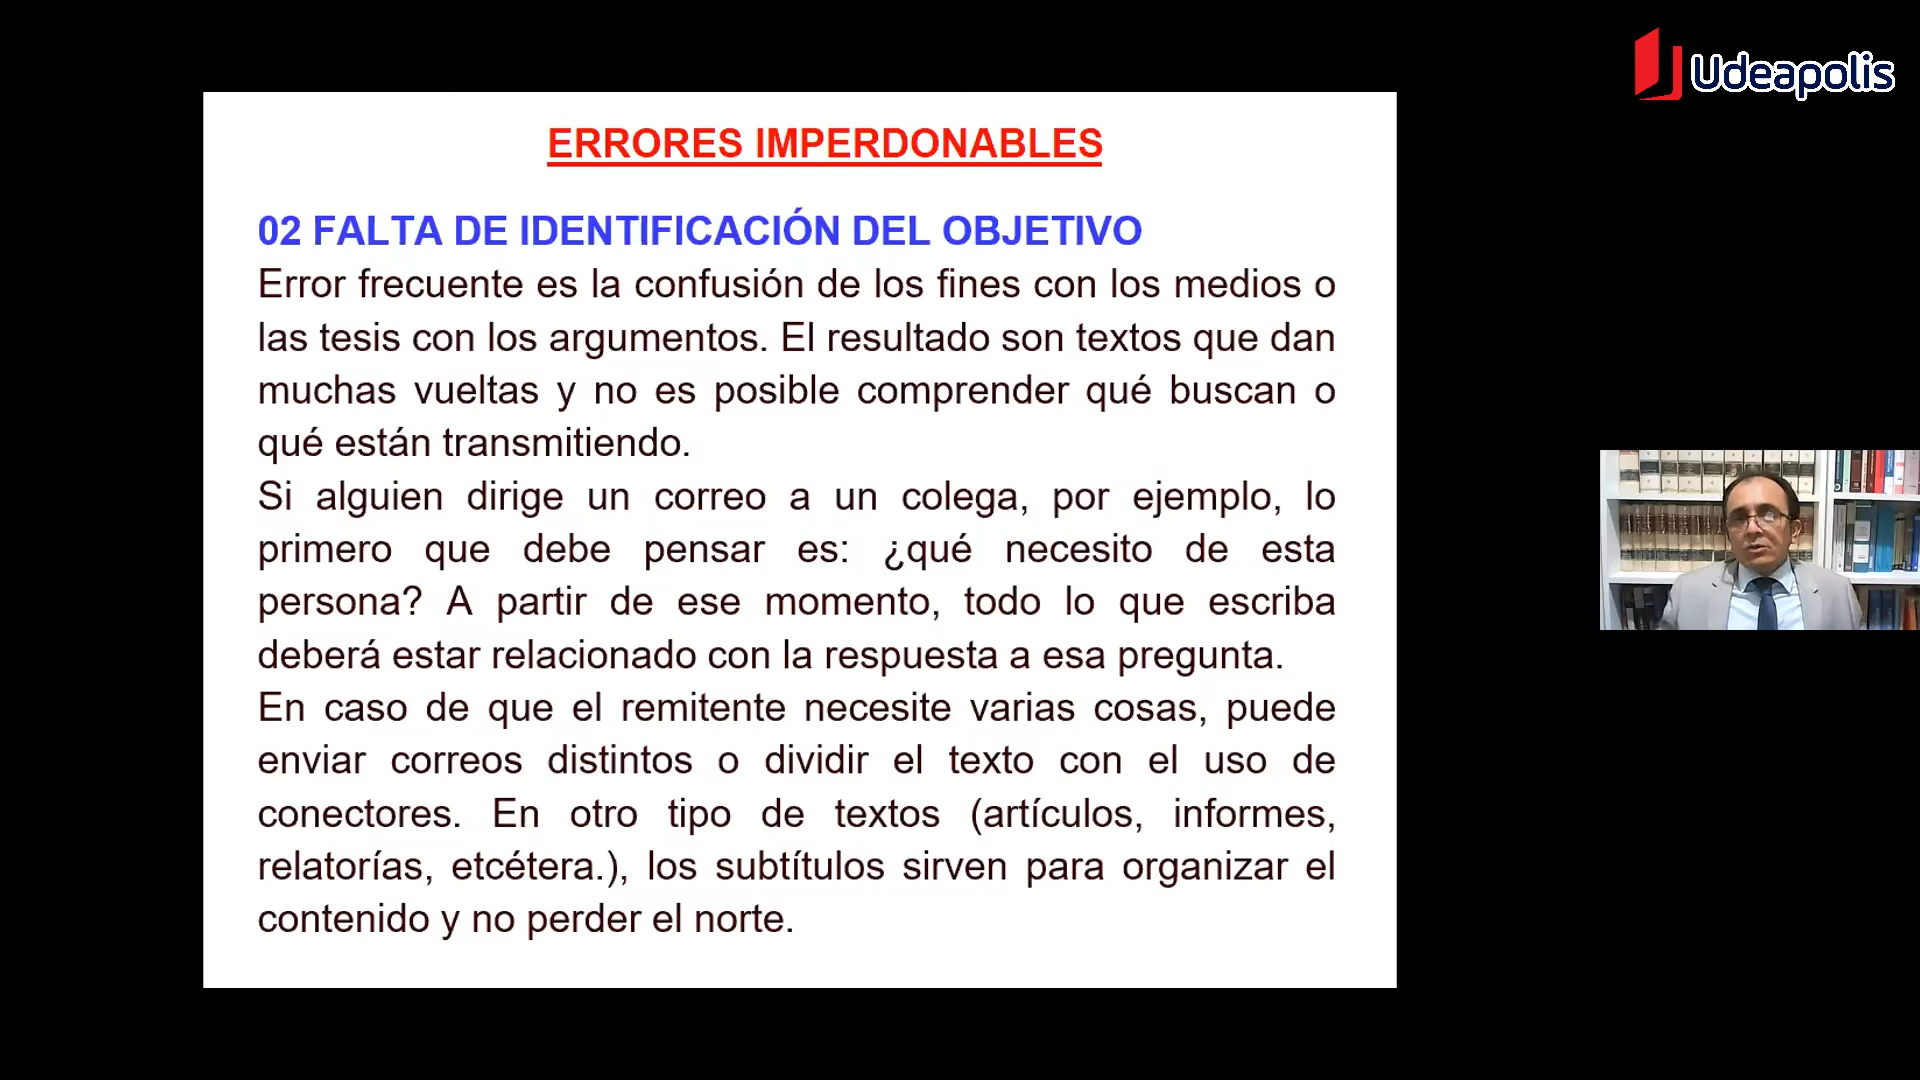 Udeapolis
ERRORES IMPERDONABLES
02 FALTA DE IDENTIFICACIÓN DEL OBJETIVO
Error frecuente es la confusión de los fines con los medios o
las tesis con los argumentos. El resultado son textos que dan
muchas vueltas y no es posible comprender qué buscan o
qué están transmitiendo.
Si alguien dirige un correo a un colega, por ejemplo, lo
primero que debe pensar es: ¿qué necesito de esta
persona? A partir de ese momento, todo lo que escriba
deberá estar relacionado con la respuesta a esa pregunta.
En caso de que el remitente necesite varias cosas, puede
enviar correos distintos o dividir el texto con el uso de
conectores. En otro tipo de textos (artículos, informes,
relatorías, etcétera.), los subtítulos sirven para organizar el
contenido y no perder el norte.